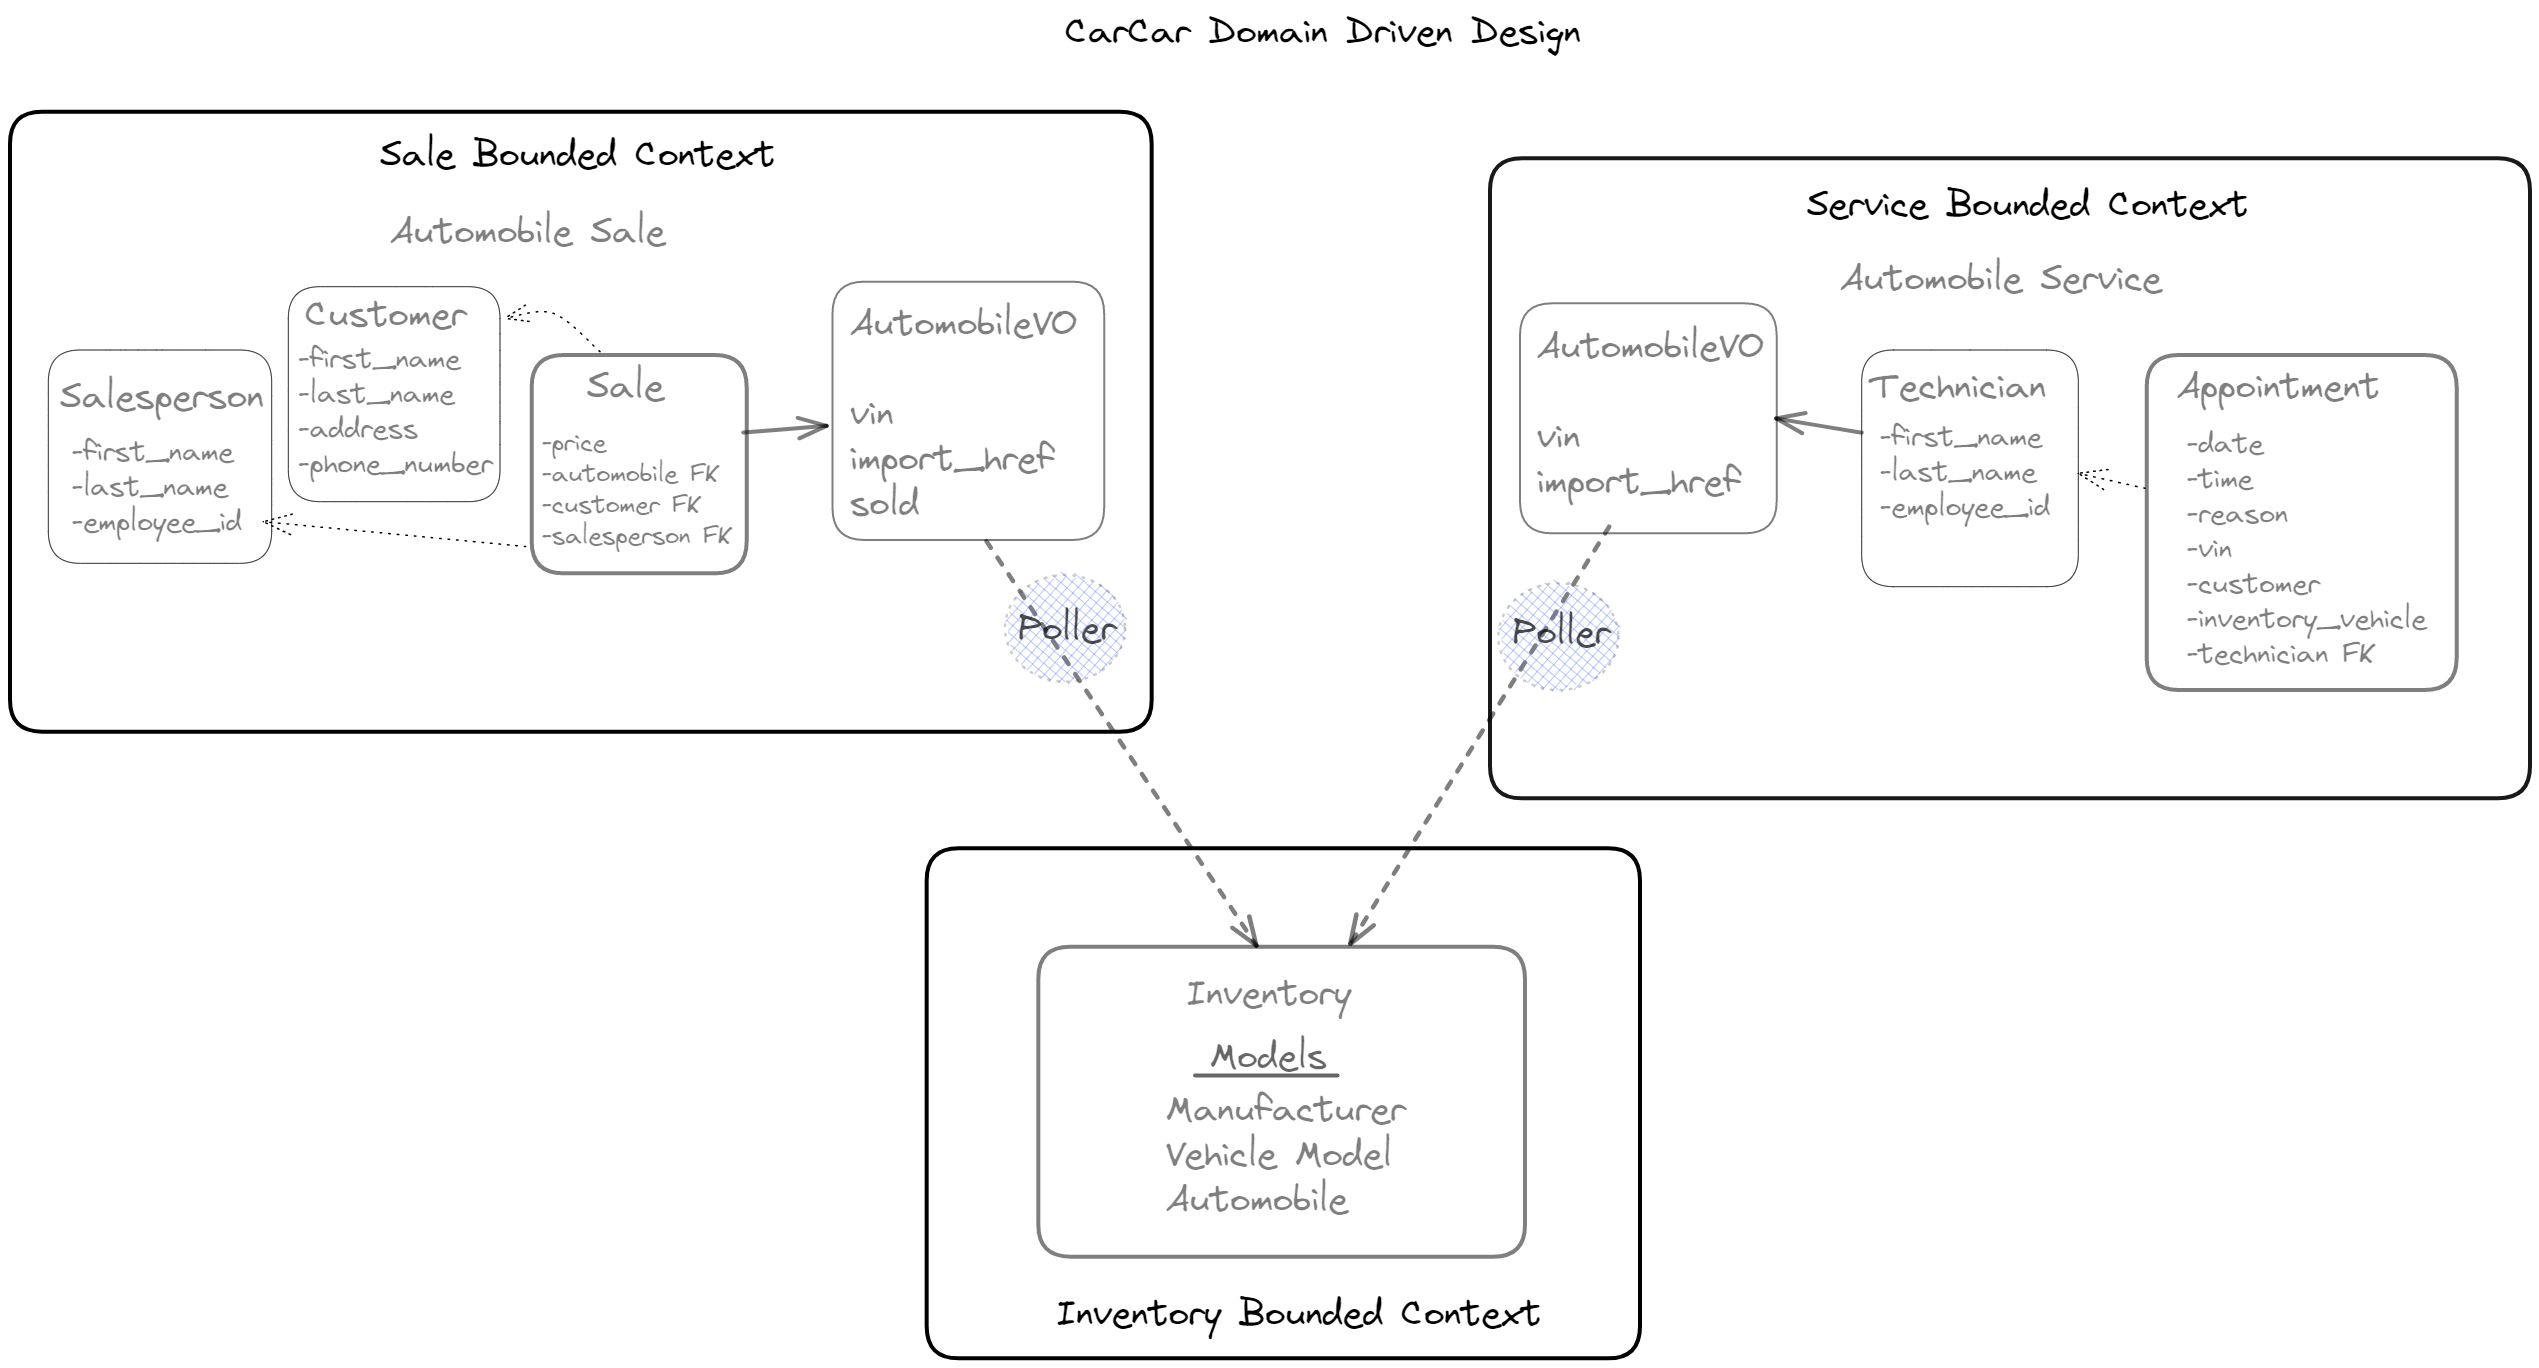 CarCar Domain Driven Design
Sale Bounded Context
Automobile Sale
Salesperson
-first_name
-last_name
-employee_id
Customer
-first_name
-last_name
-address
-phone_number
Sale
-price
-automobile FK
-customer FK
-salesperson FK
AutomobileVO
vin
import_href
sold
Poller
Service Bounded Context
Automobile Service
AutomobileVO
vin
import_href
Poller
Technician
-first_name
-last_name
-employee_id
Appointment
-date
-time
-reason
-vin
-customer
-inventory_vehicle
-technician FK
Inventory
Models
Manufacturer
Vehicle Model
Automobile
Inventory Bounded Context